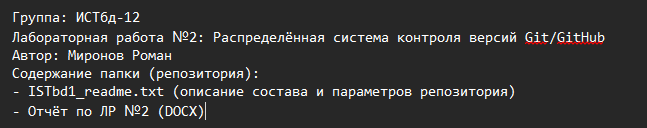 Группа: ИСТбд-12
Лабораторная работа №2: Распределённая система контроля версий Git/GitHub
Автор: Миронов Роман
Содержание папки (репозитория):
- ISTbd1_readme.txt (описание состава и параметров репозитория)
- Отчёт по ЛР №2 (DOCX)